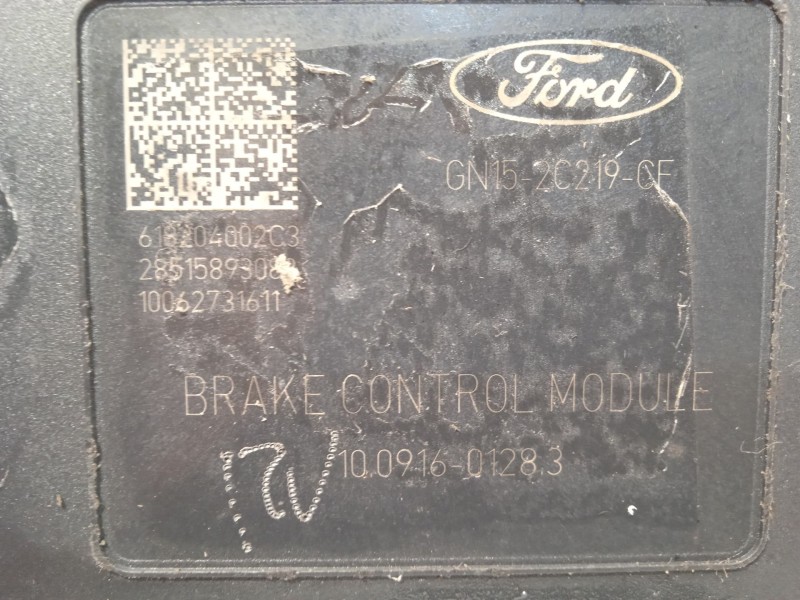 Ford
GN15-2C219-CF
618204002C3
10062731611
BRAKE CONTROL MODULE
10.0916-0128.3